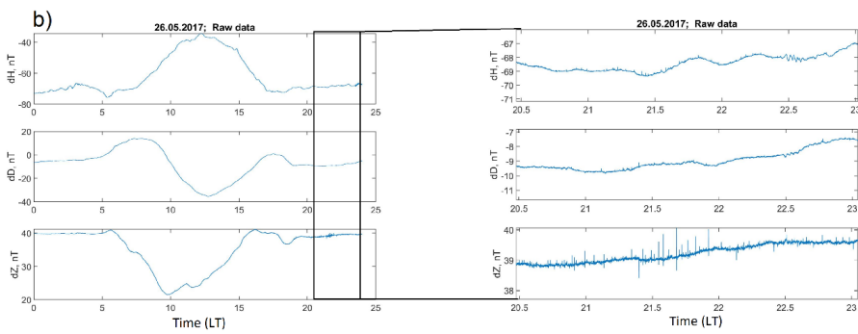 b)
26.05.2017; Raw data
dH, nT
-40
-60
-80
0 5 10 15 20 25
dD, nT
20
0
-20
-40
0 5 10 15 20 25
dZ, nT
40
30
20
0 5 10 15 20 25
Time (LT)
26.05.2017; Raw data
dH, nT
-67
-68
-69
-70
-71
20.5 21 21.5 22 22.5 23
dD, nT
-7
-8
-9
-10
-11
20.5 21 21.5 22 22.5 23
dZ, nT
40
39
38
20.5 21 21.5 22 22.5 23
Time (LT)